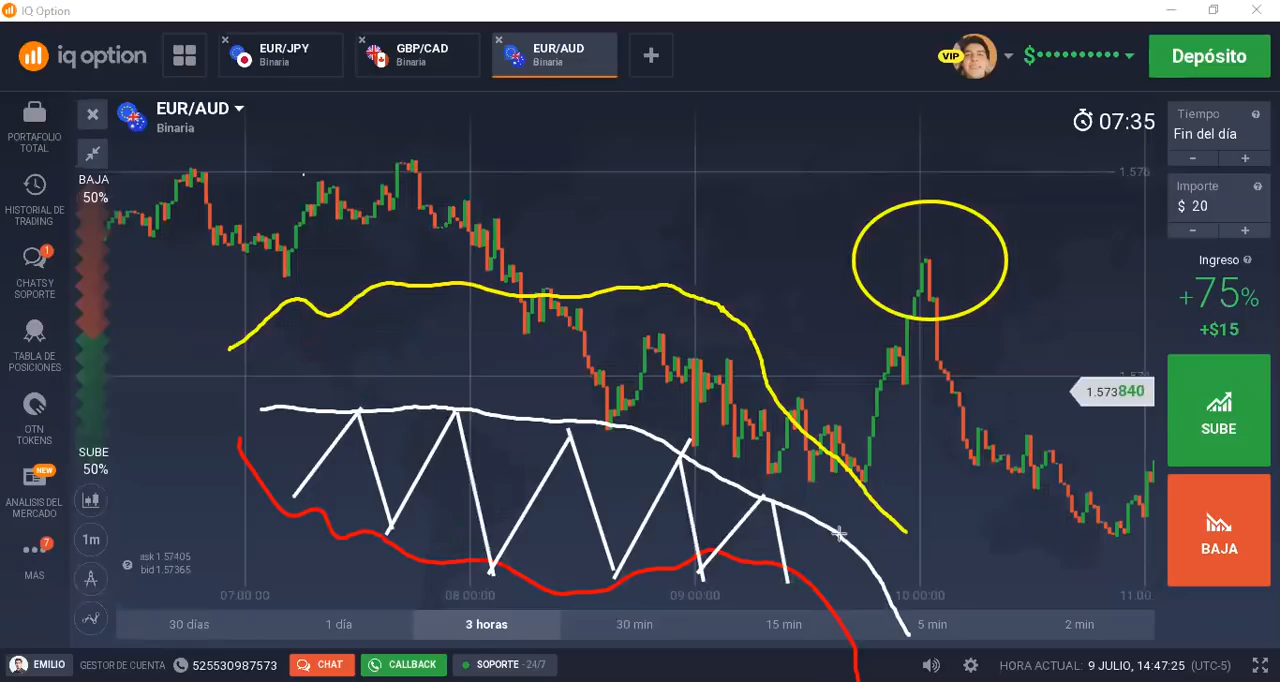 IQ Option
iq option
EUR/JPY
Binaria
GBP/CAD
Binaria
EUR/AUD
Binaria
VIP
$••••••••••
Depósito
PORTAFOLIO
TOTAL
HISTORIAL DE
TRADING
1
CHATS Y
SOPORTE
TABLA DE
POSICIONES
OTN
TOKENS
NEW
ANÁLISIS DEL
MERCADO
7
MAS
EUR/AUD
Binaria
07:35
BAJA
50%
SUBE
50%
1m
ask 1.57405
bid 1.57365
1.576
1.573840
07:00:00
08:00:00
09:00:00
10:00:00
11:00
30 días
1 día
3 horas
30 min
15 min
5 min
2 min
Tiempo
Fin del día
- +
Importe
$ 20
- +
Ingreso
+75%
+$15
SUBE
BAJA
EMILIO
GESTOR DE CUENTA
525530987573
CHAT
CALLBACK
SOPORTE - 24/7
HORA ACTUAL: 9 JULIO, 14:47:25 (UTC-5)